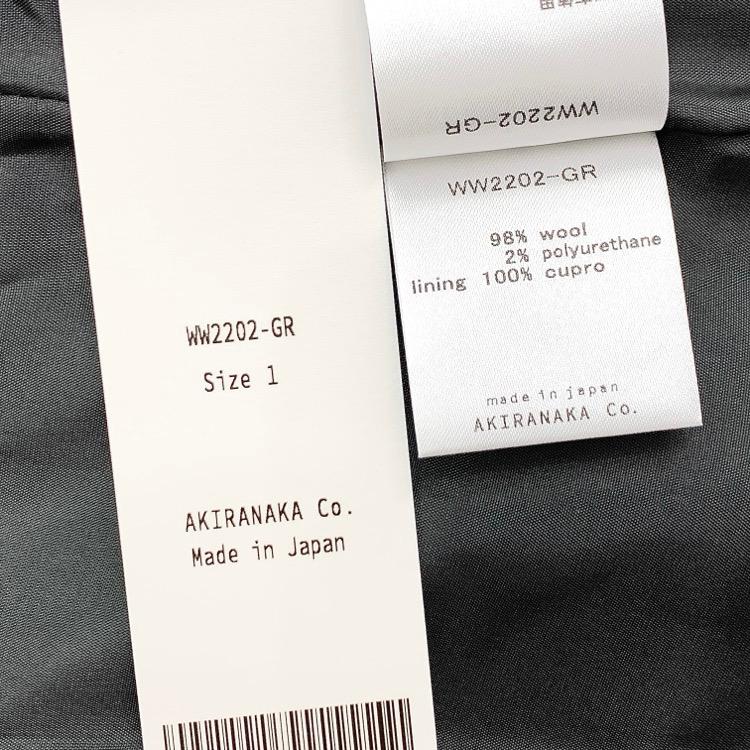 WW2202-GR
Size 1
AKIRANAKA Co.
Made in Japan
WW2202-GR
WW2202-GR
98% wool
2% polyurethane
lining 100% cupro
made in japan
AKIRANAKA Co.